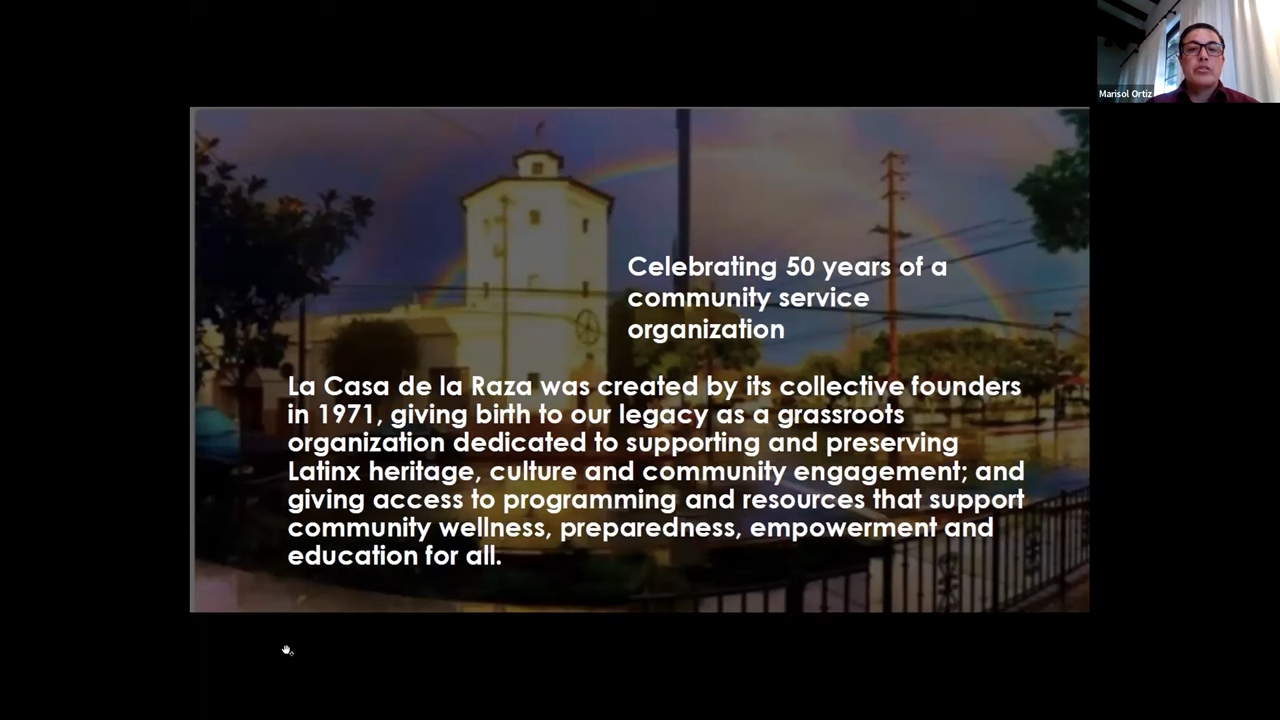 Marisol Ortiz
Celebrating 50 years of a
community service
organization
La Casa de la Raza was created by its collective founders
in 1971, giving birth to our legacy as a grassroots
organization dedicated to supporting and preserving
Latinx heritage, culture and community engagement; and
giving access to programming and resources that support
community wellness, preparedness, empowerment and
education for all.